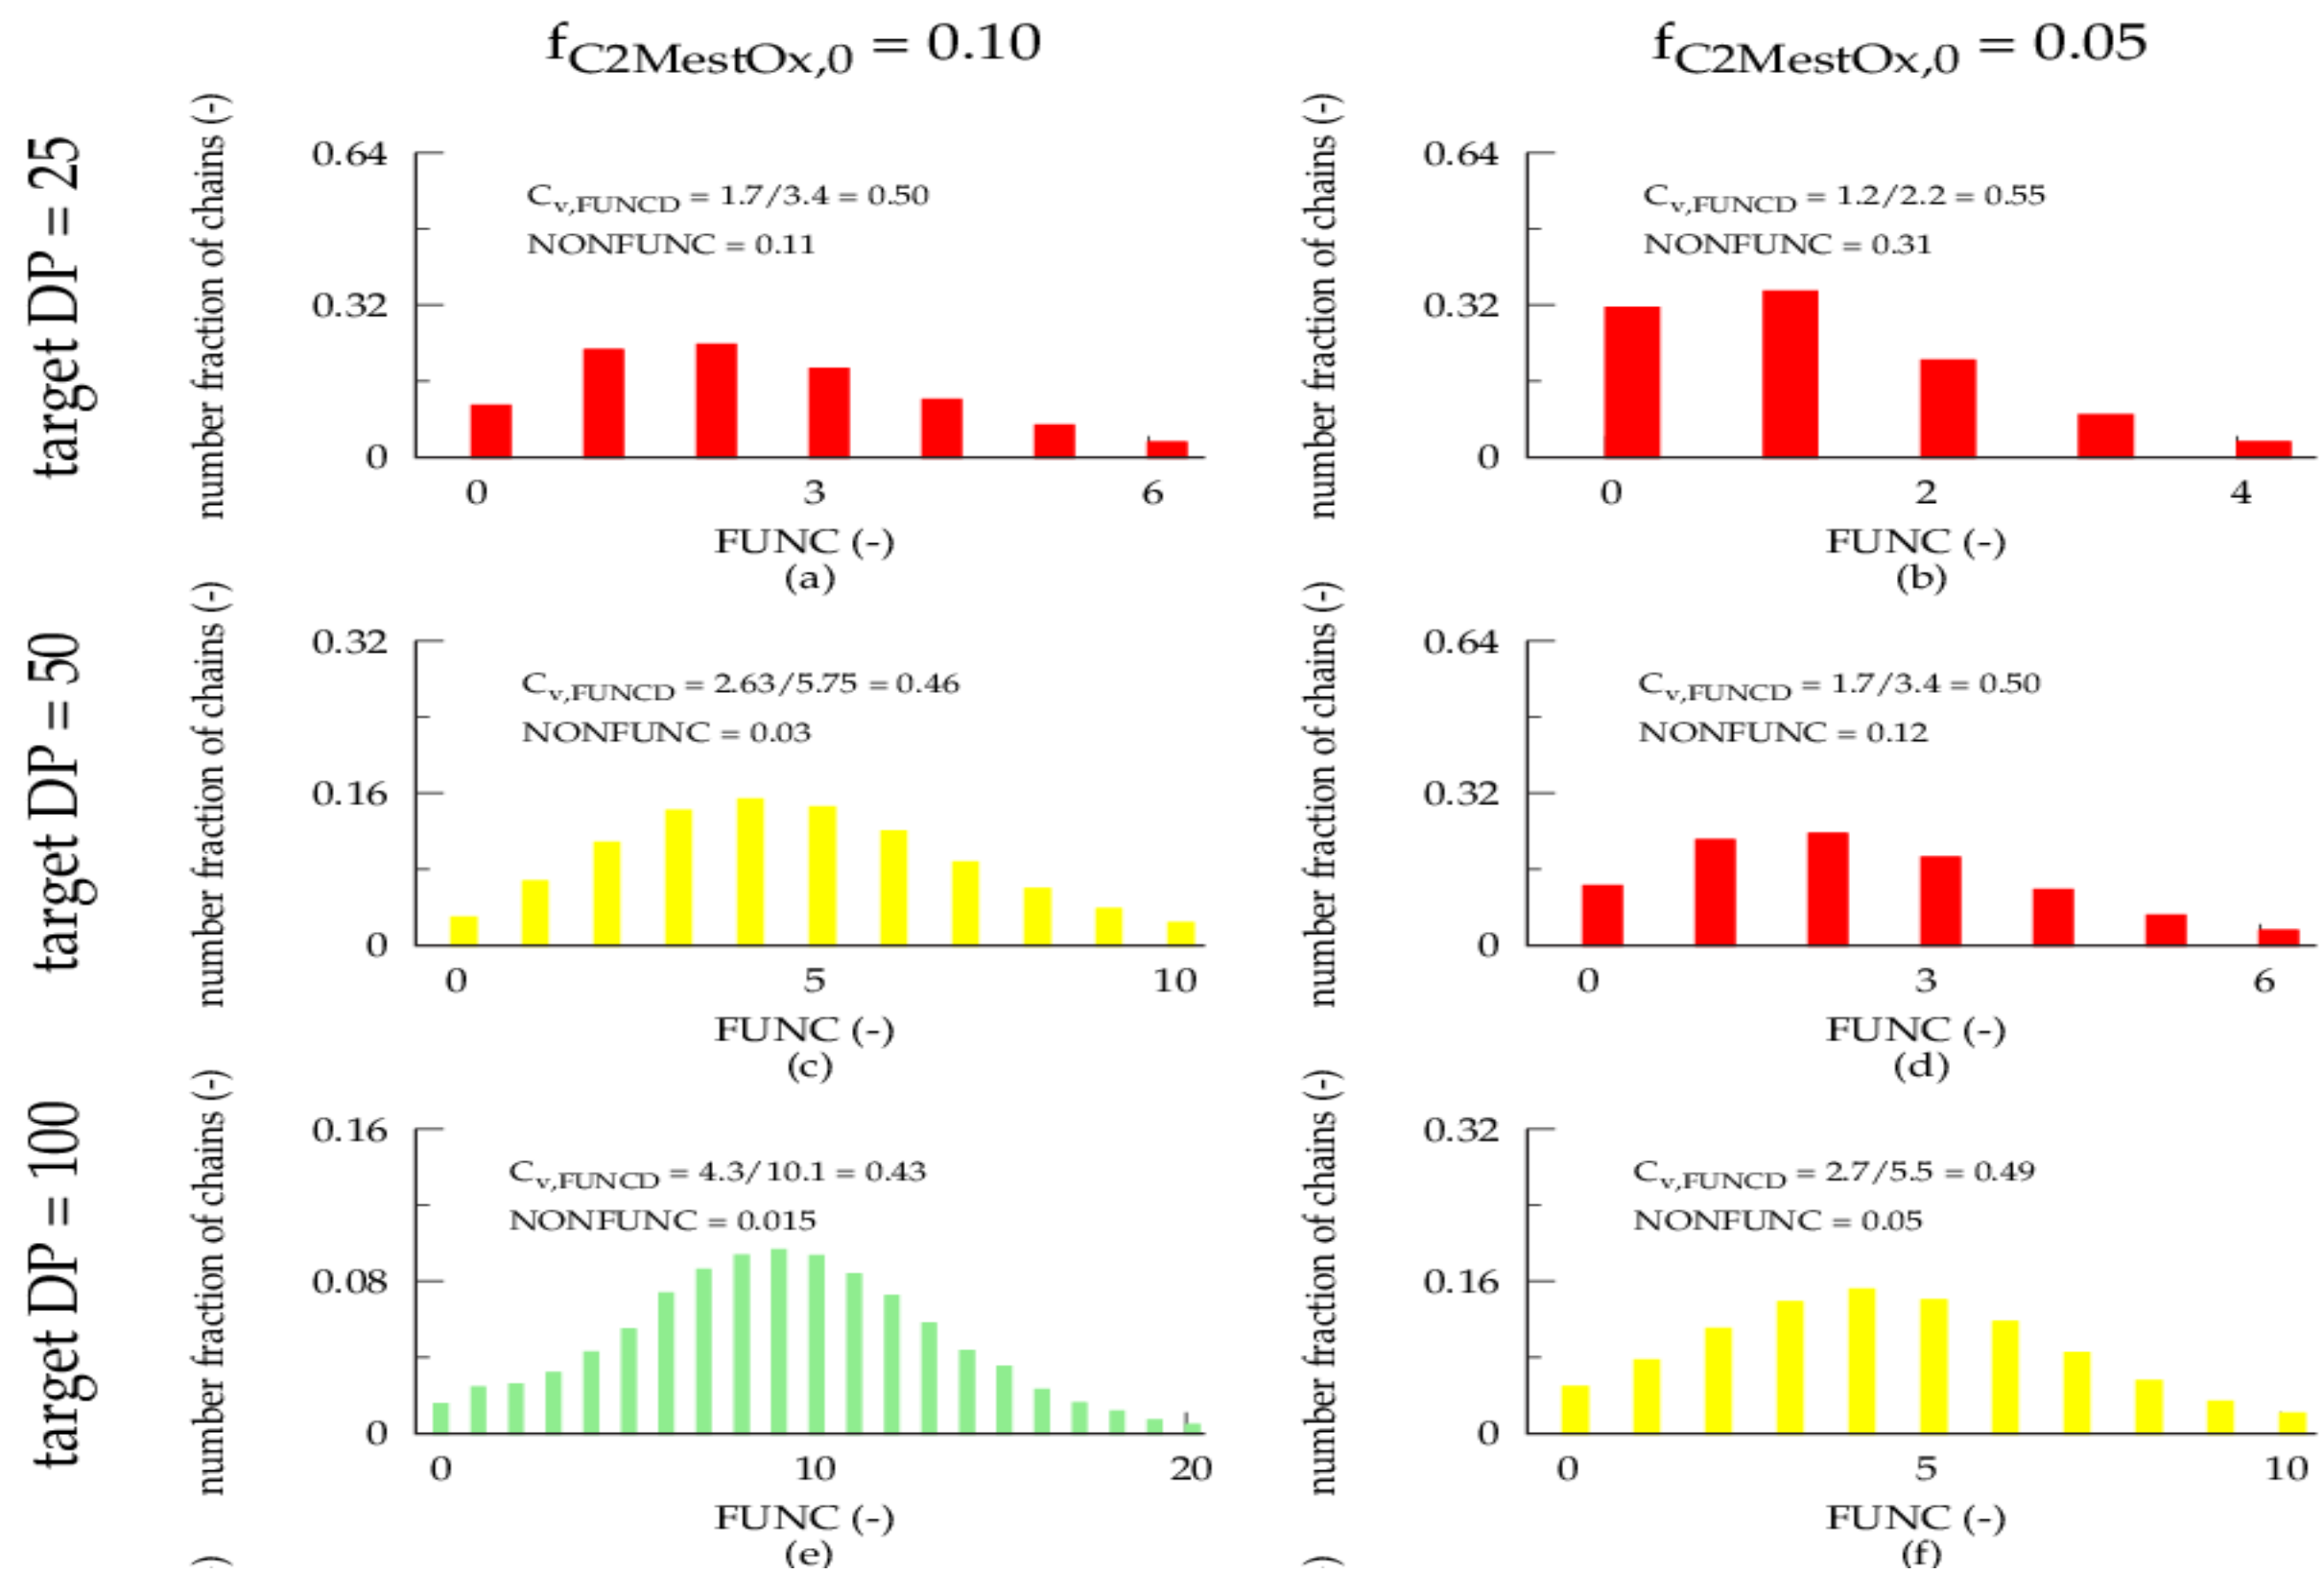 f_C2MestOx,0 = 0.10
f_C2MestOx,0 = 0.05
target DP = 25
number fraction of chains (-)
0.64
0.32
0
C_v,FUNCD = 1.7/3.4 = 0.50
NONFUNC = 0.11
0 3 6
FUNC (-)
(a)
number fraction of chains (-)
0.64
0.32
0
C_v,FUNCD = 1.2/2.2 = 0.55
NONFUNC = 0.31
0 2 4
FUNC (-)
(b)
target DP = 50
number fraction of chains (-)
0.32
0.16
0
C_v,FUNCD = 2.63/5.75 = 0.46
NONFUNC = 0.03
0 5 10
FUNC (-)
(c)
number fraction of chains (-)
0.64
0.32
0
C_v,FUNCD = 1.7/3.4 = 0.50
NONFUNC = 0.12
0 3 6
FUNC (-)
(d)
target DP = 100
number fraction of chains (-)
0.16
0.08
0
C_v,FUNCD = 4.3/10.1 = 0.43
NONFUNC = 0.015
0 10 20
FUNC (-)
(e)
number fraction of chains (-)
0.32
0.16
0
C_v,FUNCD = 2.7/5.5 = 0.49
NONFUNC = 0.05
0 5 10
FUNC (-)
(f)
)
)